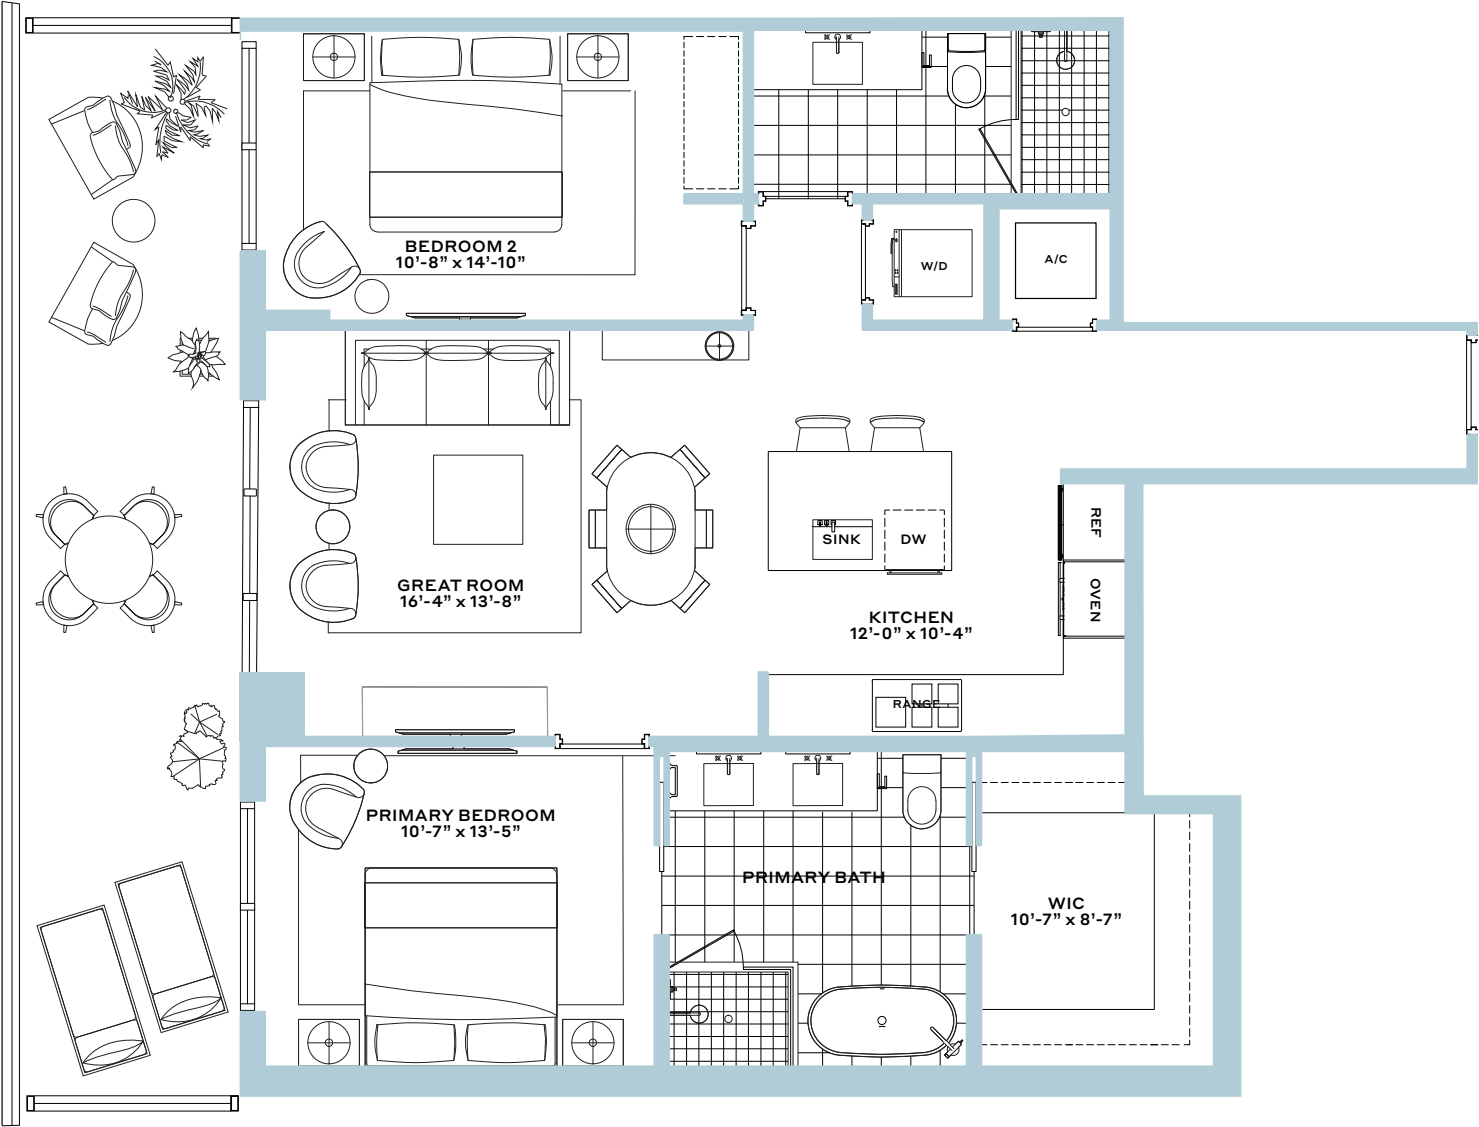 BEDROOM 2
10'-8” x 14'-10”
W/D
A/C
GREAT ROOM
16'-4” x 13'-8”
SINK
DW
REF
OVEN
KITCHEN
12'-0” x 10'-4”
RANGE
PRIMARY BEDROOM
10'-7” x 13'-5”
PRIMARY BATH
WIC
10'-7” x 8'-7”